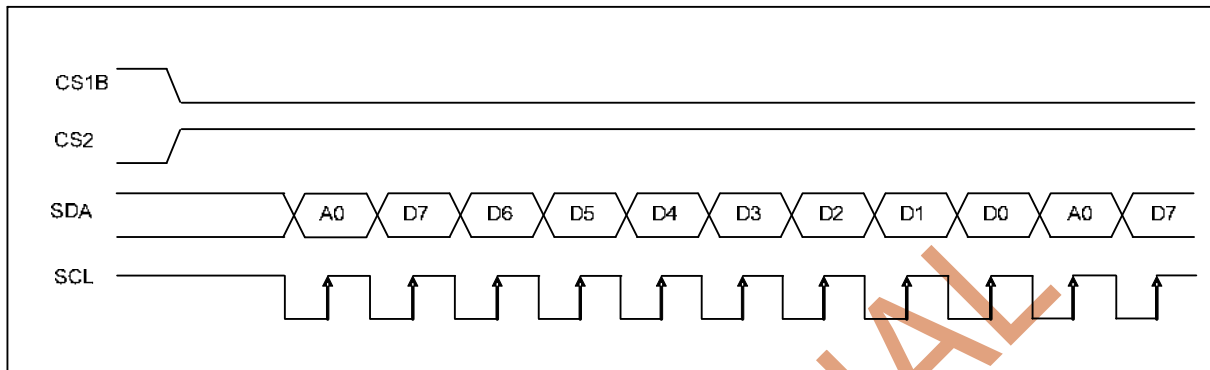 CS1B
CS2
SDA A0 D7 D6 D5 D4 D3 D2 D1 D0 A0 D7
SCL